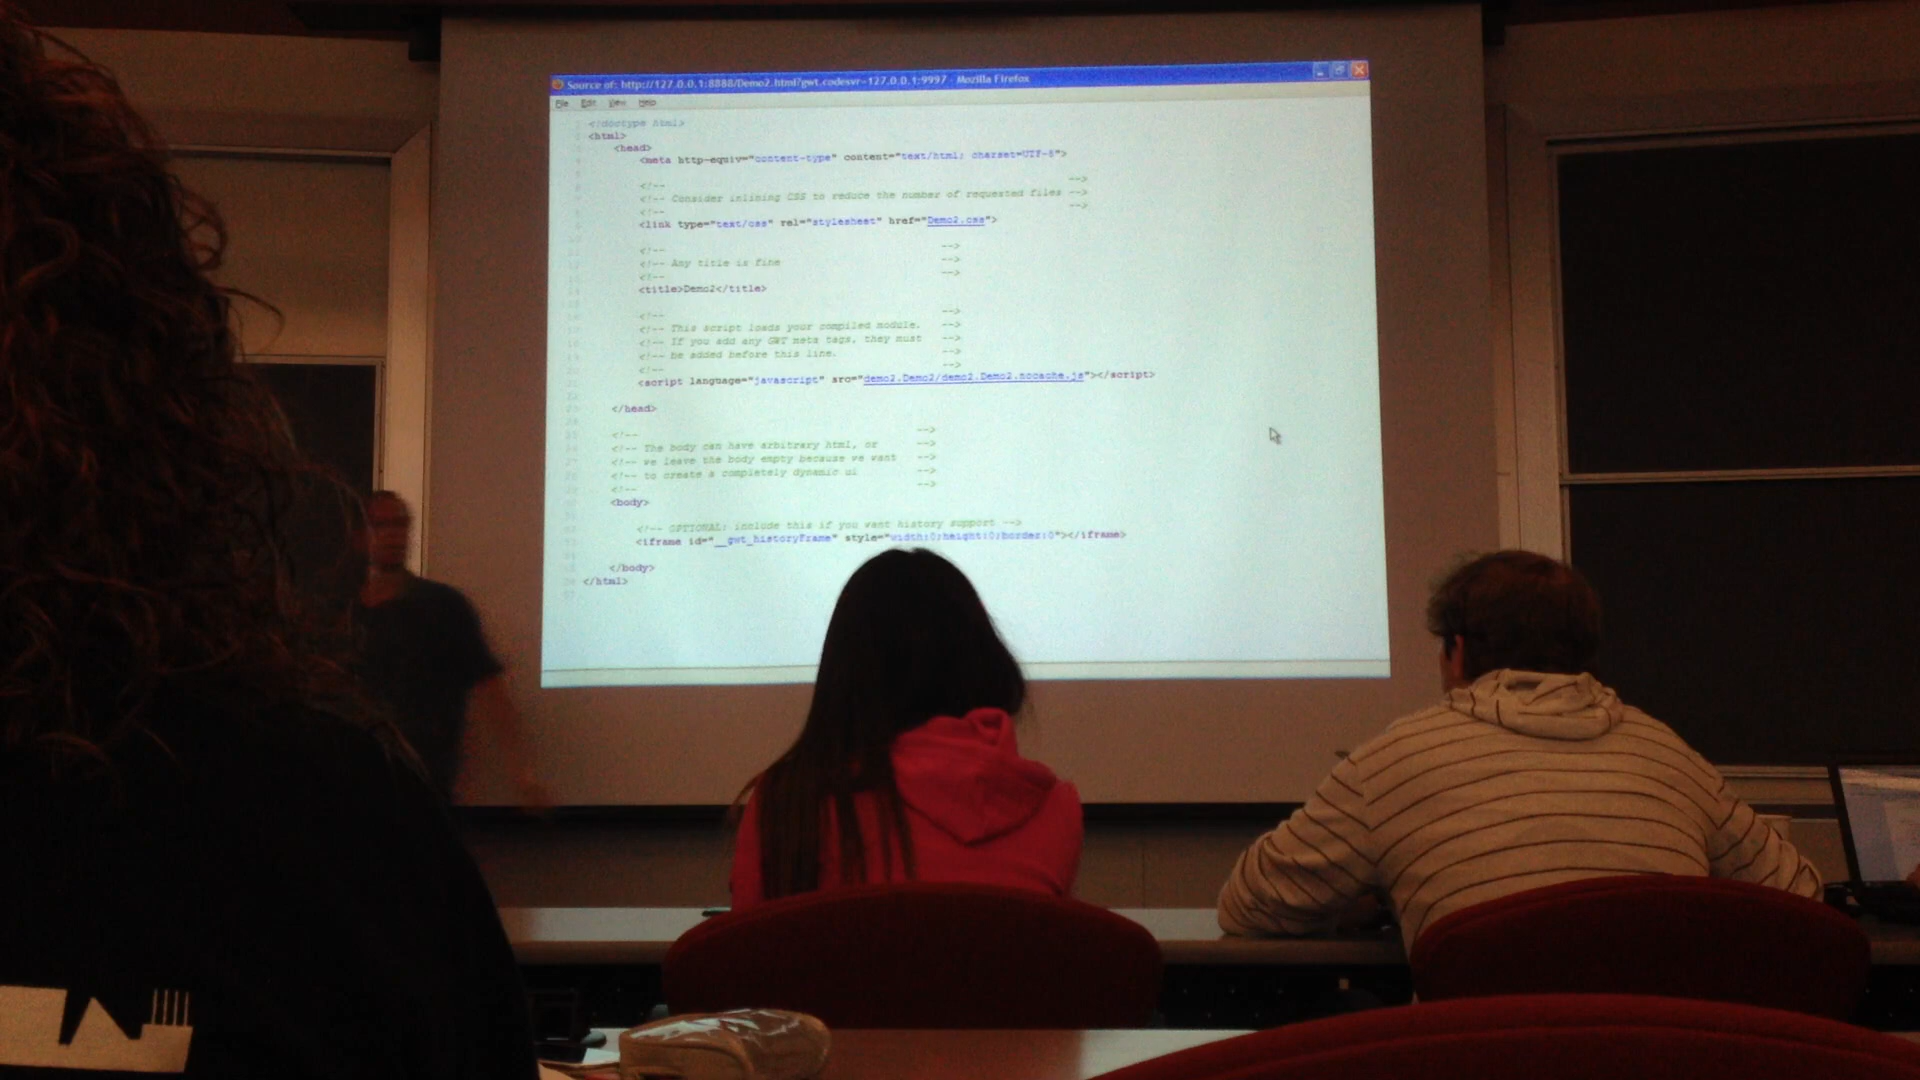 Source of: http://127.0.0.1:8888/Demo2.html?gwt.codesvr=127.0.0.1:9997 - Mozilla Firefox
File Edit View Help
<!doctype html>
<html>
<head>
<meta http-equiv="content-type" content="text/html; charset=UTF-8">
<!-- -->
<!-- Consider inlining CSS to reduce the number of requested files -->
<!-- -->
<link type="text/css" rel="stylesheet" href="Demo2.css">
<!-- -->
<!-- Any title is fine -->
<!-- -->
<title>Demo2</title>
<!-- -->
<!-- This script loads your compiled module. -->
<!-- If you add any GWT meta tags, they must -->
<!-- be added before this line. -->
<!-- -->
<script language="javascript" src="demo2.Demo2/demo2.Demo2.nocache.js"></script>
</head>
<!-- -->
<!-- The body can have arbitrary html, or -->
<!-- we leave the body empty because we want -->
<!-- to create a completely dynamic ui -->
<!-- -->
<body>
<!-- OPTIONAL: include this if you want history support -->
<iframe id="__gwt_historyFrame" style="width:0;height:0;border:0"></iframe>
</body>
</html>